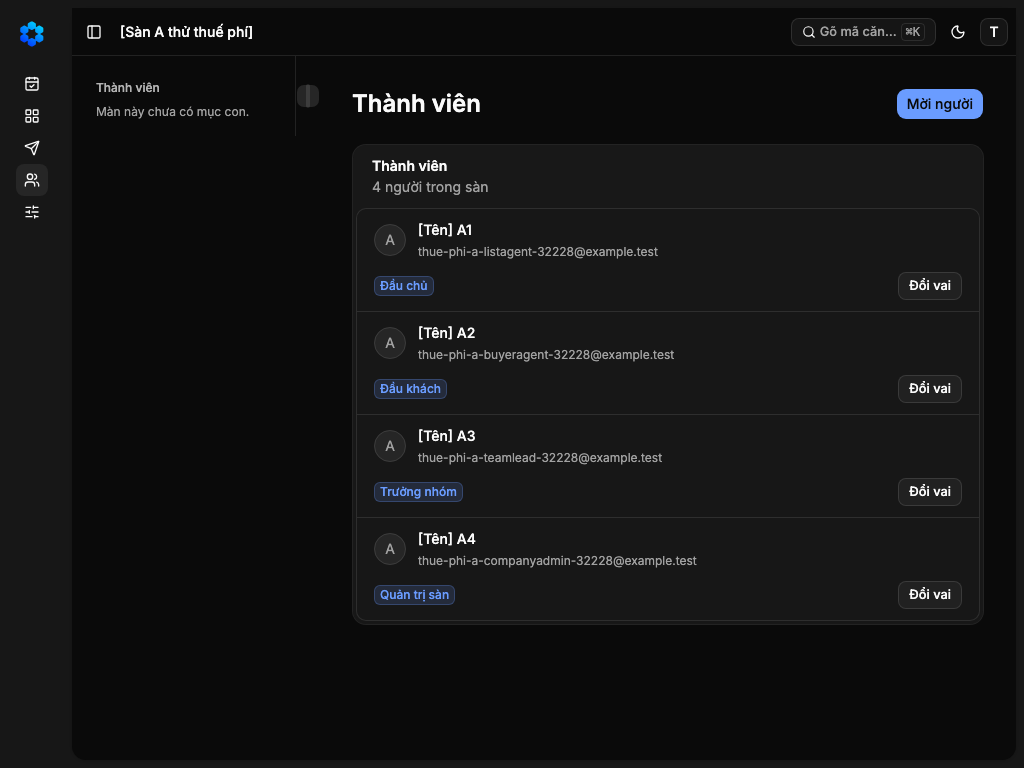 [Sàn A thử thuế phí]
Gõ mã căn... ⌘K
T
Thành viên
Màn này chưa có mục con.
Thành viên
Mời người
Thành viên
4 người trong sàn
A
[Tên] A1
thue-phi-a-listagent-32228@example.test
Đầu chủ
Đổi vai
A
[Tên] A2
thue-phi-a-buyeragent-32228@example.test
Đầu khách
Đổi vai
A
[Tên] A3
thue-phi-a-teamlead-32228@example.test
Trưởng nhóm
Đổi vai
A
[Tên] A4
thue-phi-a-companyadmin-32228@example.test
Quản trị sàn
Đổi vai